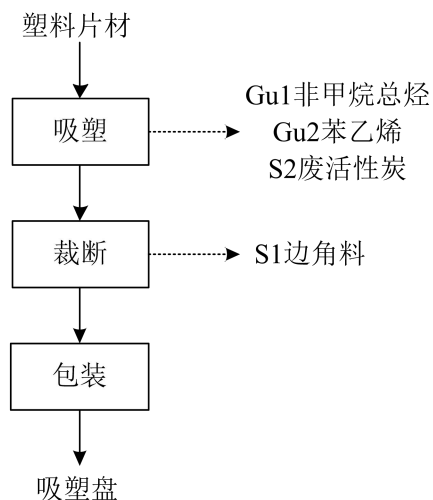 塑料片材
吸塑
Gu1非甲烷总烃
Gu2苯乙烯
S2废活性炭
裁断
S1边角料
包装
吸塑盘